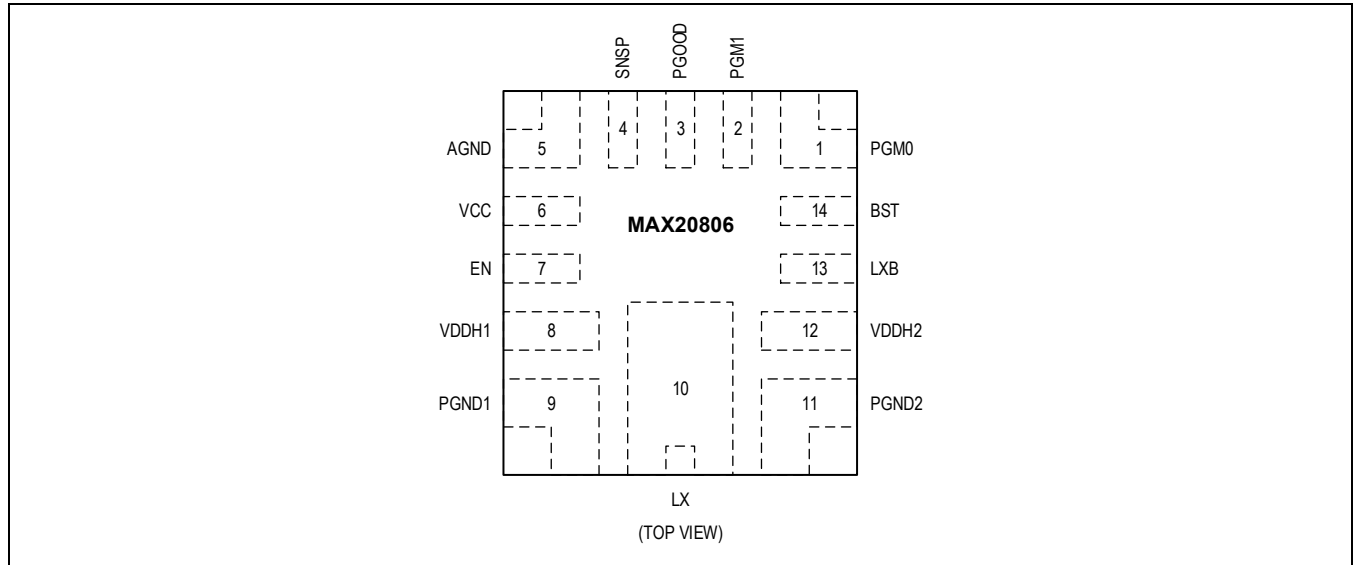 SNSP PGOOD PGM1
4 3 2
AGND 5 1 PGM0
VCC 6 14 BST
MAX20806
EN 7 13 LXB
VDDH1 8 12 VDDH2
10
PGND1 9 11 PGND2
LX
(TOP VIEW)